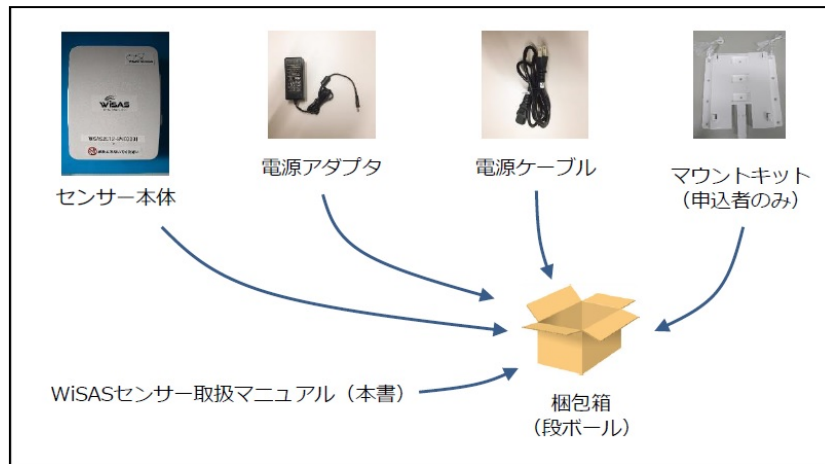 WiSAS
センサー本体
電源アダプタ
電源ケーブル
マウントキット
（申込者のみ）
WiSASセンサー取扱マニュアル（本書）
梱包箱
（段ボール）